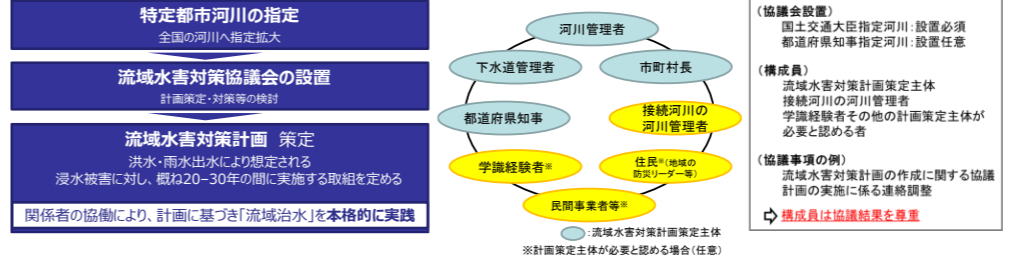 特定都市河川の指定
全国の河川へ指定拡大
流域水害対策協議会の設置
計画策定・対策等の検討
流域水害対策計画 策定
洪水・雨水出水により想定される
浸水被害に対し、概ね20−30年の間に実施する取組を定める
関係者の協働により、計画に基づき「流域治水」を本格的に実践
河川管理者
下水道管理者
市町村長
都道府県知事
接続河川の
河川管理者
学識経験者※
住民※(地域の
防災リーダー等)
民間事業者等※
:流域水害対策計画策定主体
※計画策定主体が必要と認める場合(任意)
(協議会設置)
国土交通大臣指定河川:設置必須
都道府県知事指定河川:設置任意
(構成員)
流域水害対策計画策定主体
接続河川の河川管理者
学識経験者その他の計画策定主体が
必要と認める者
(協議事項の例)
流域水害対策計画の作成に関する協議
計画の実施に係る連絡調整
構成員は協議結果を尊重